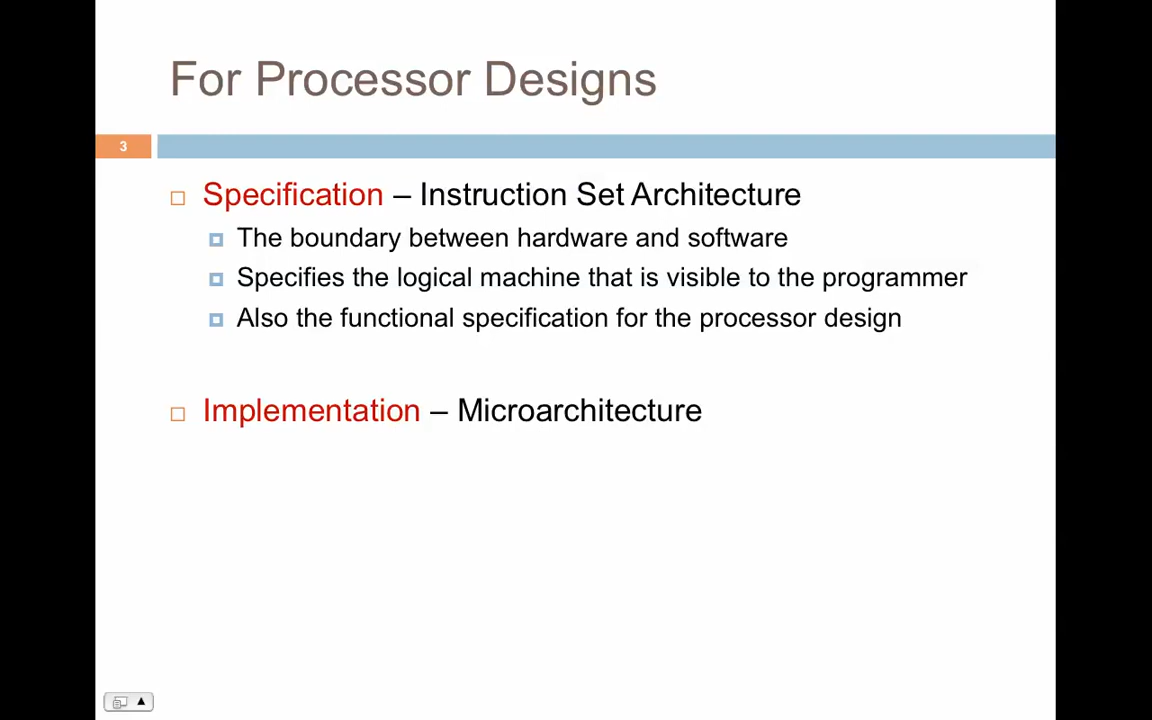 For Processor Designs
3
Specification – Instruction Set Architecture
The boundary between hardware and software
Specifies the logical machine that is visible to the programmer
Also the functional specification for the processor design
Implementation – Microarchitecture